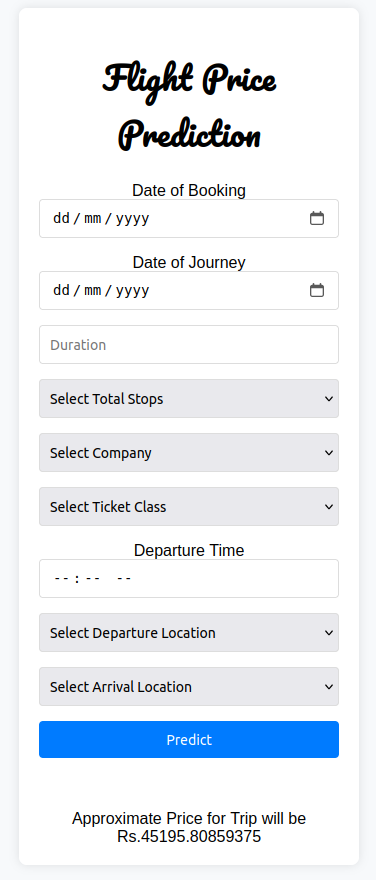 Flight Price
Prediction
Date of Booking
dd/mm/yyyy
Date of Journey
dd/mm/yyyy
Duration
Select Total Stops
Select Company
Select Ticket Class
Departure Time
--:-- --
Select Departure Location
Select Arrival Location
Predict
Approximate Price for Trip will be
Rs.45195.80859375